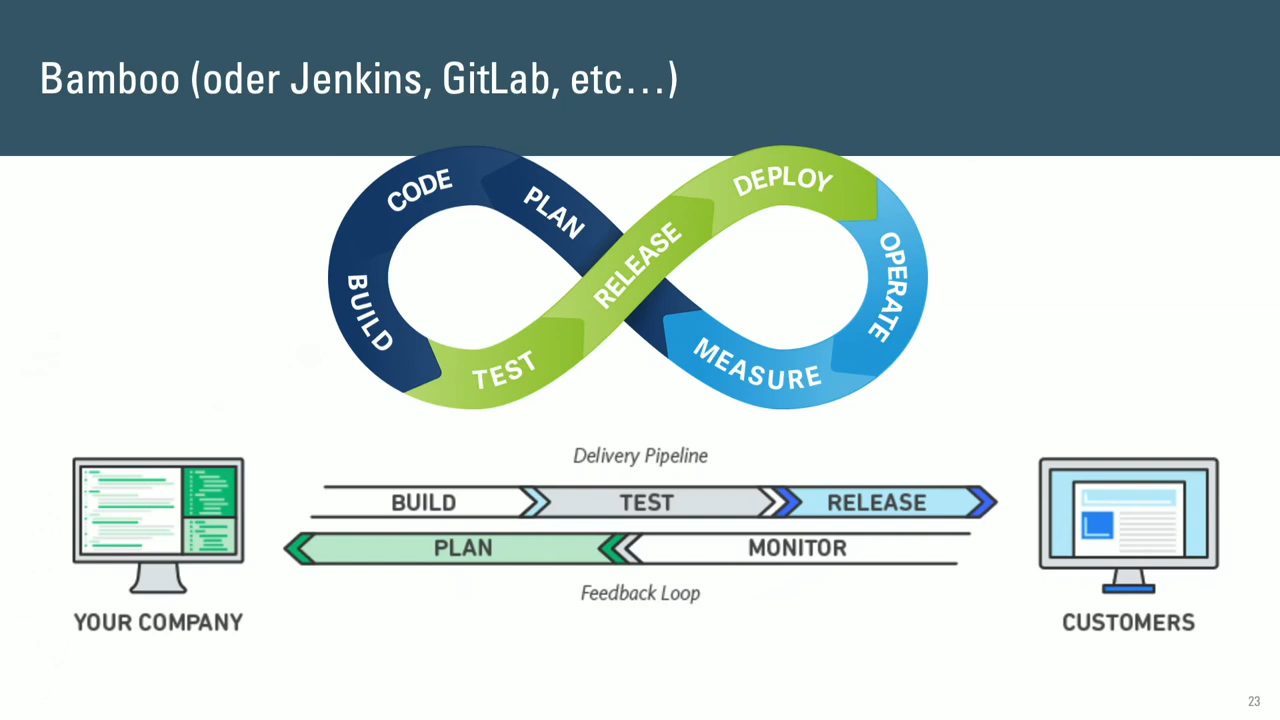 Bamboo (oder Jenkins, GitLab, etc...)
CODE
PLAN
BUILD
TEST
RELEASE
DEPLOY
OPERATE
MEASURE
Delivery Pipeline
BUILD
TEST
RELEASE
PLAN
MONITOR
Feedback Loop
YOUR COMPANY
CUSTOMERS
23